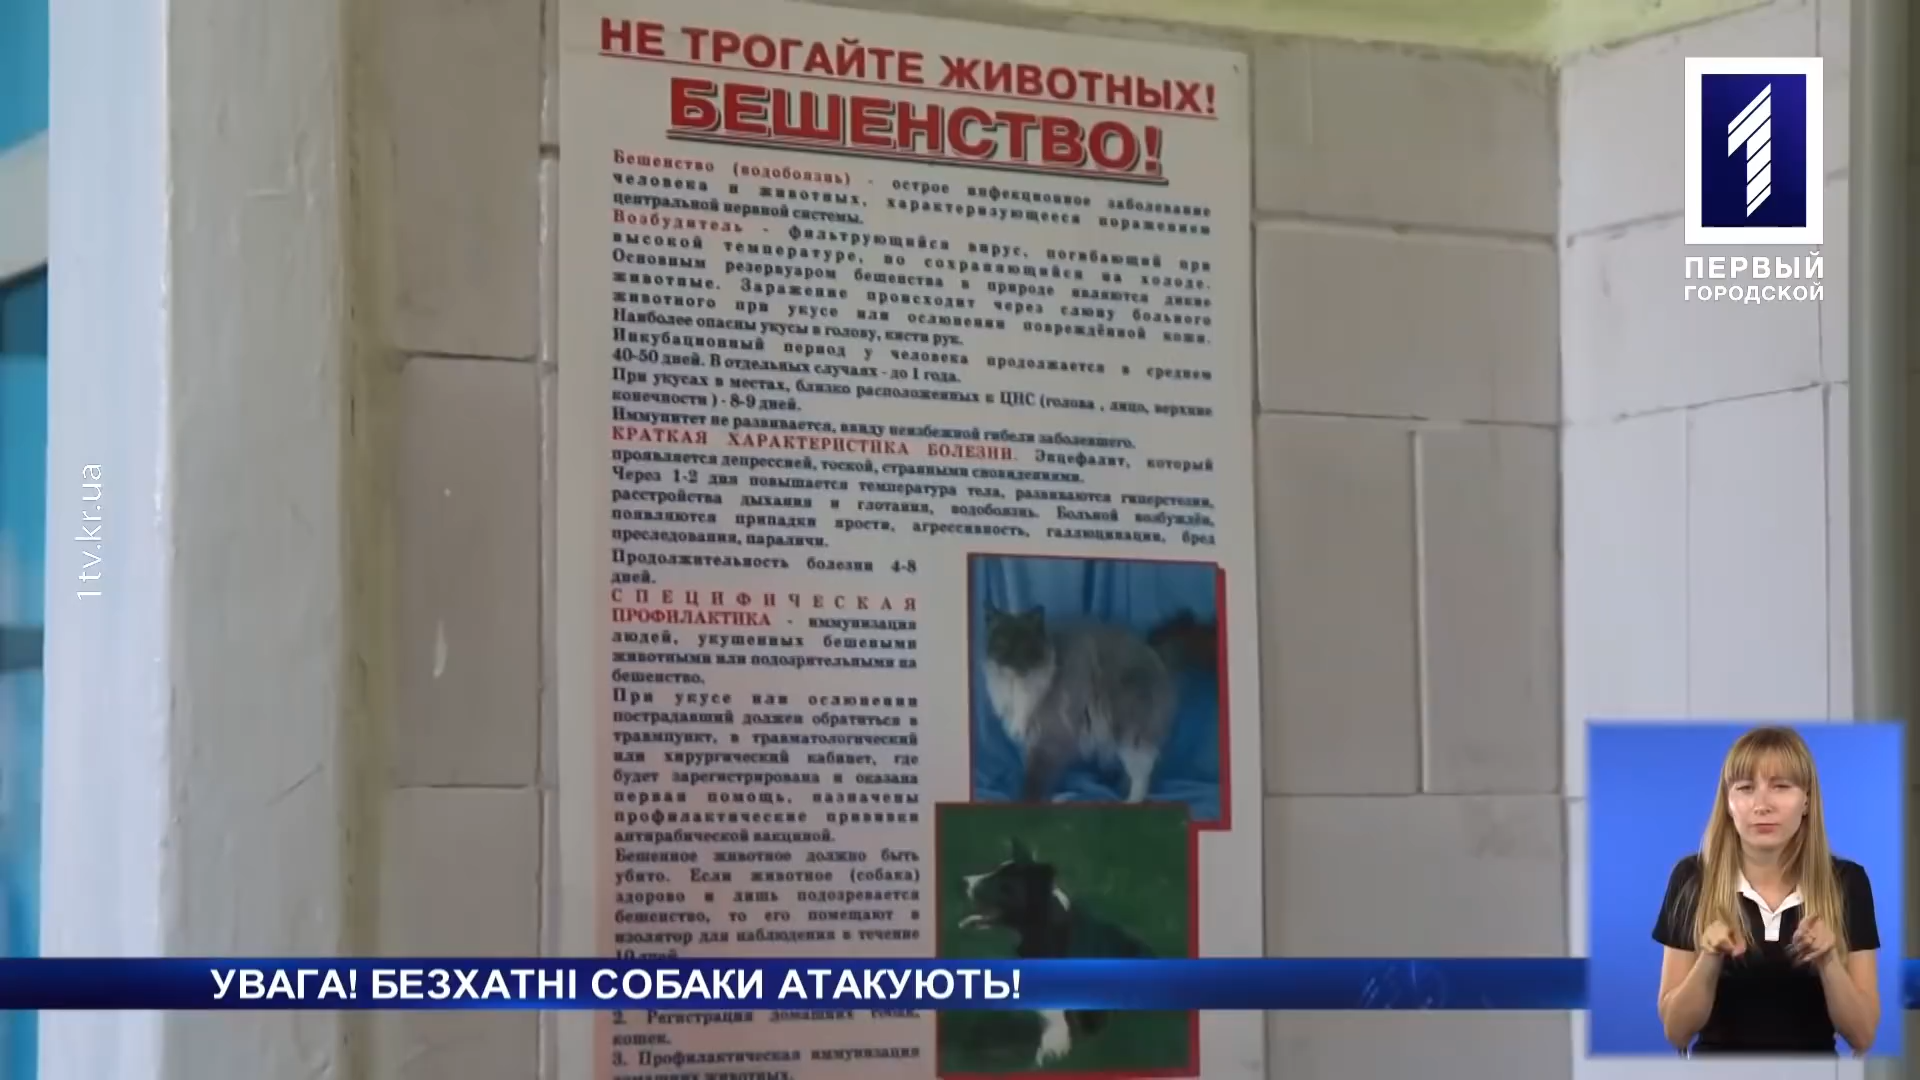 НЕ ТРОГАЙТЕ ЖИВОТНЫХ!
БЕШЕНСТВО!
Бешенство (водобоязнь) - острое инфекционное заболевание
человека и животных, характеризующееся поражением
центральной нервной системы.
Возбудитель - фильтрующийся вирус, погибающий при
высокой температуре, но сохраняющийся на холоде.
Основным резервуаром бешенства в природе являются дикие
животные. Заражение происходит через слюну больного
животного при укусе или ослюнении повреждённой кожи.
Наиболее опасны укусы в голову, кисти рук.
Инкубационный период у человека продолжается в среднем
40-50 дней. В отдельных случаях - до 1 года.
При укусах в местах, близко расположенных к ЦНС (голова , лицо, верхние
конечности ) - 8-9 дней.
Иммунитет не развивается, ввиду неизбежной гибели заболевшего.
КРАТКАЯ ХАРАКТЕРИСТИКА БОЛЕЗНИ. Энцефалит, который
проявляется депрессией, тоской, странными сновидениями.
Через 1-2 дня повышается температура тела, развиваются гиперстезии,
расстройства дыхания и глотания, водобоязнь. Больной возбуждён,
появляются припадки ярости, агрессивность, галлюцинации, бред
преследования, параличи.
Продолжительность болезни 4-8
дней.
СПЕЦИФИЧЕСКАЯ
ПРОФИЛАКТИКА - иммунизация
людей, укушенных бешеными
животными или подозрительными на
бешенство.
При укусе или ослюнении
пострадавший должен обратиться в
травмпункт, в травматологический
или хирургический кабинет, где
будет зарегистрирована и оказана
первая помощь, назначены
профилактические прививки
антирабической вакциной.
Бешеное животное должно быть
убито. Если животное (собака)
здорово и лишь подозревается
бешенство, то его помещают в
изолятор для наблюдения в течение
10 дней.
2. Регистрация домашних собак,
кошек.
3. Профилактическая иммунизация
домашних животных.
1
ПЕРВЫЙ
ГОРОДСКОЙ
1tv.kr.ua
УВАГА! БЕЗХАТНІ СОБАКИ АТАКУЮТЬ!